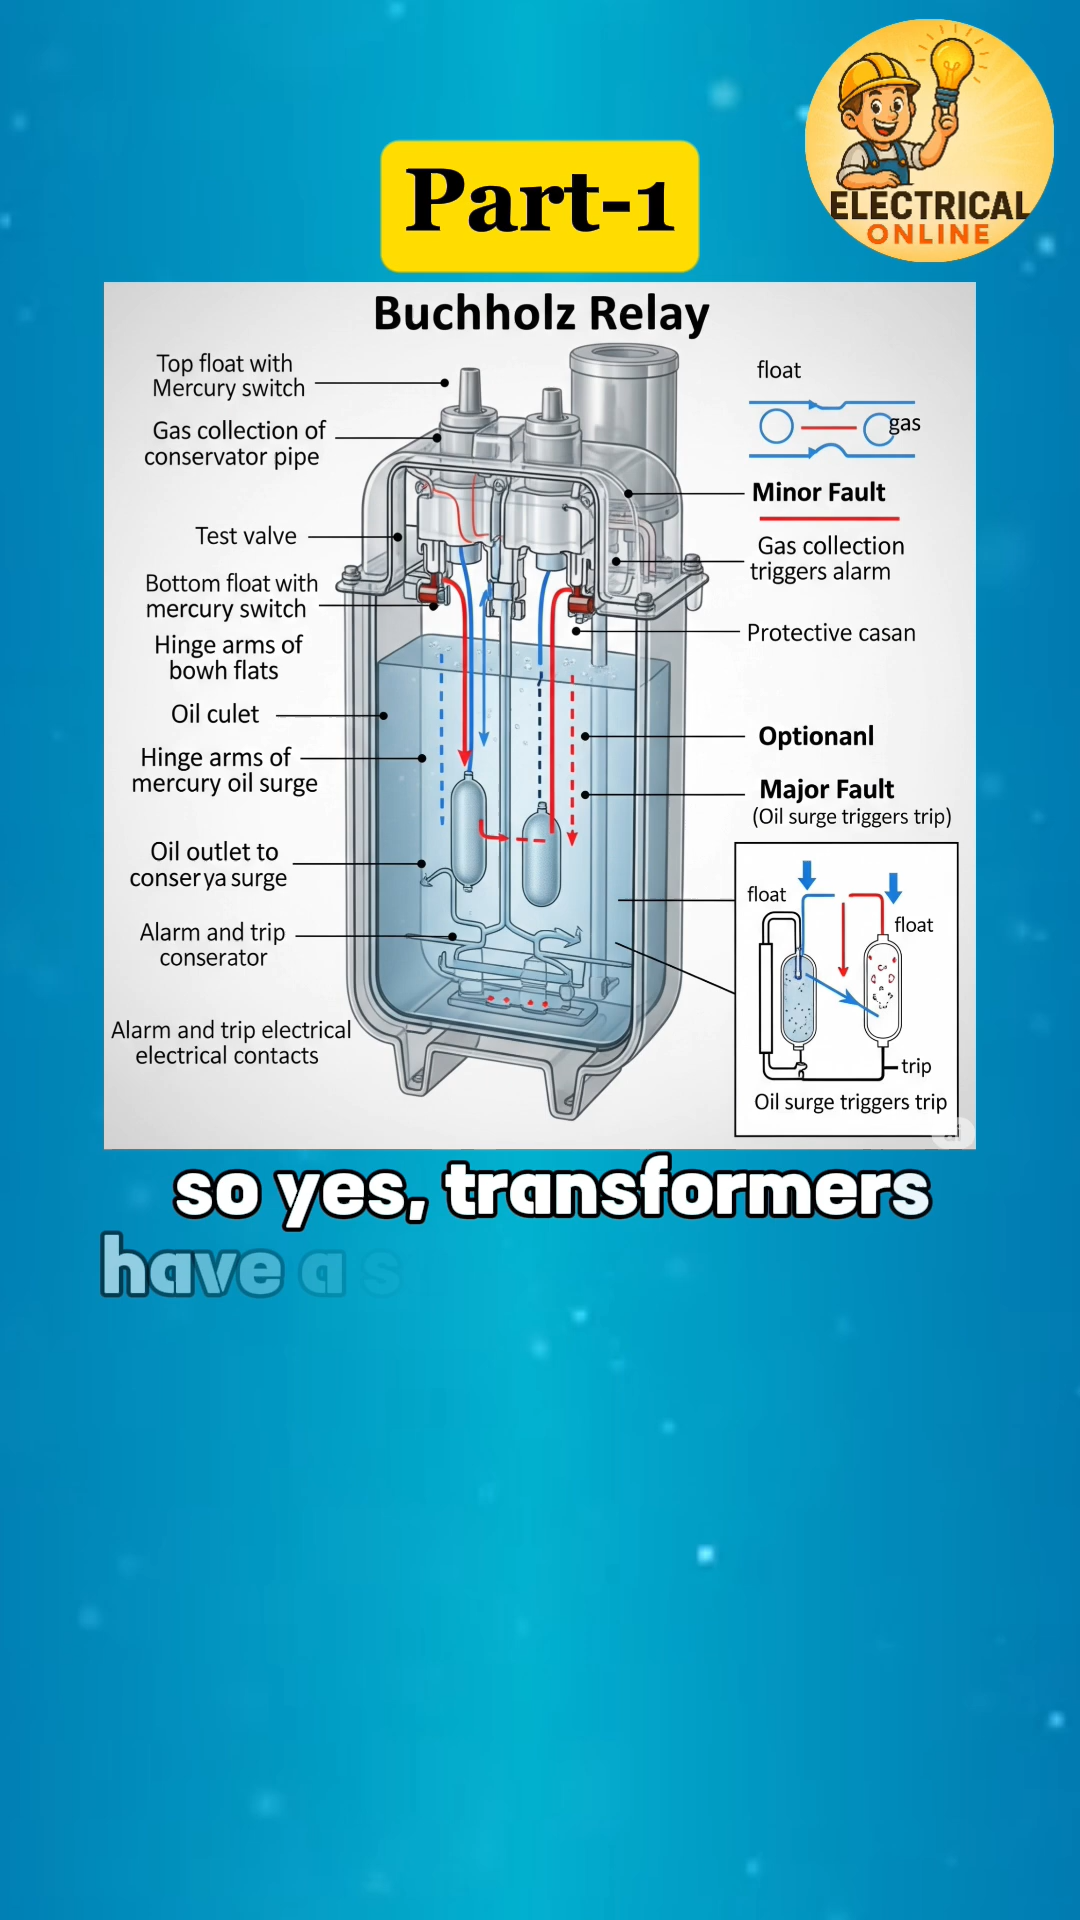 ELECTRICAL
ONLINE
Part-1
Buchholz Relay
Top float with
Mercury switch
Gas collection of
conservator pipe
Test valve
Bottom float with
mercury switch
Hinge arms of
bowh flats
Oil culet
Hinge arms of
mercury oil surge
Oil outlet to
conser ya surge
Alarm and trip
conserator
Alarm and trip electrical
electrical contacts
float
gas
Minor Fault
Gas collection
triggers alarm
Protective casan
Optionanl
Major Fault
(Oil surge triggers trip)
float
float
trip
Oil surge triggers trip
so yes, transformers
have a s